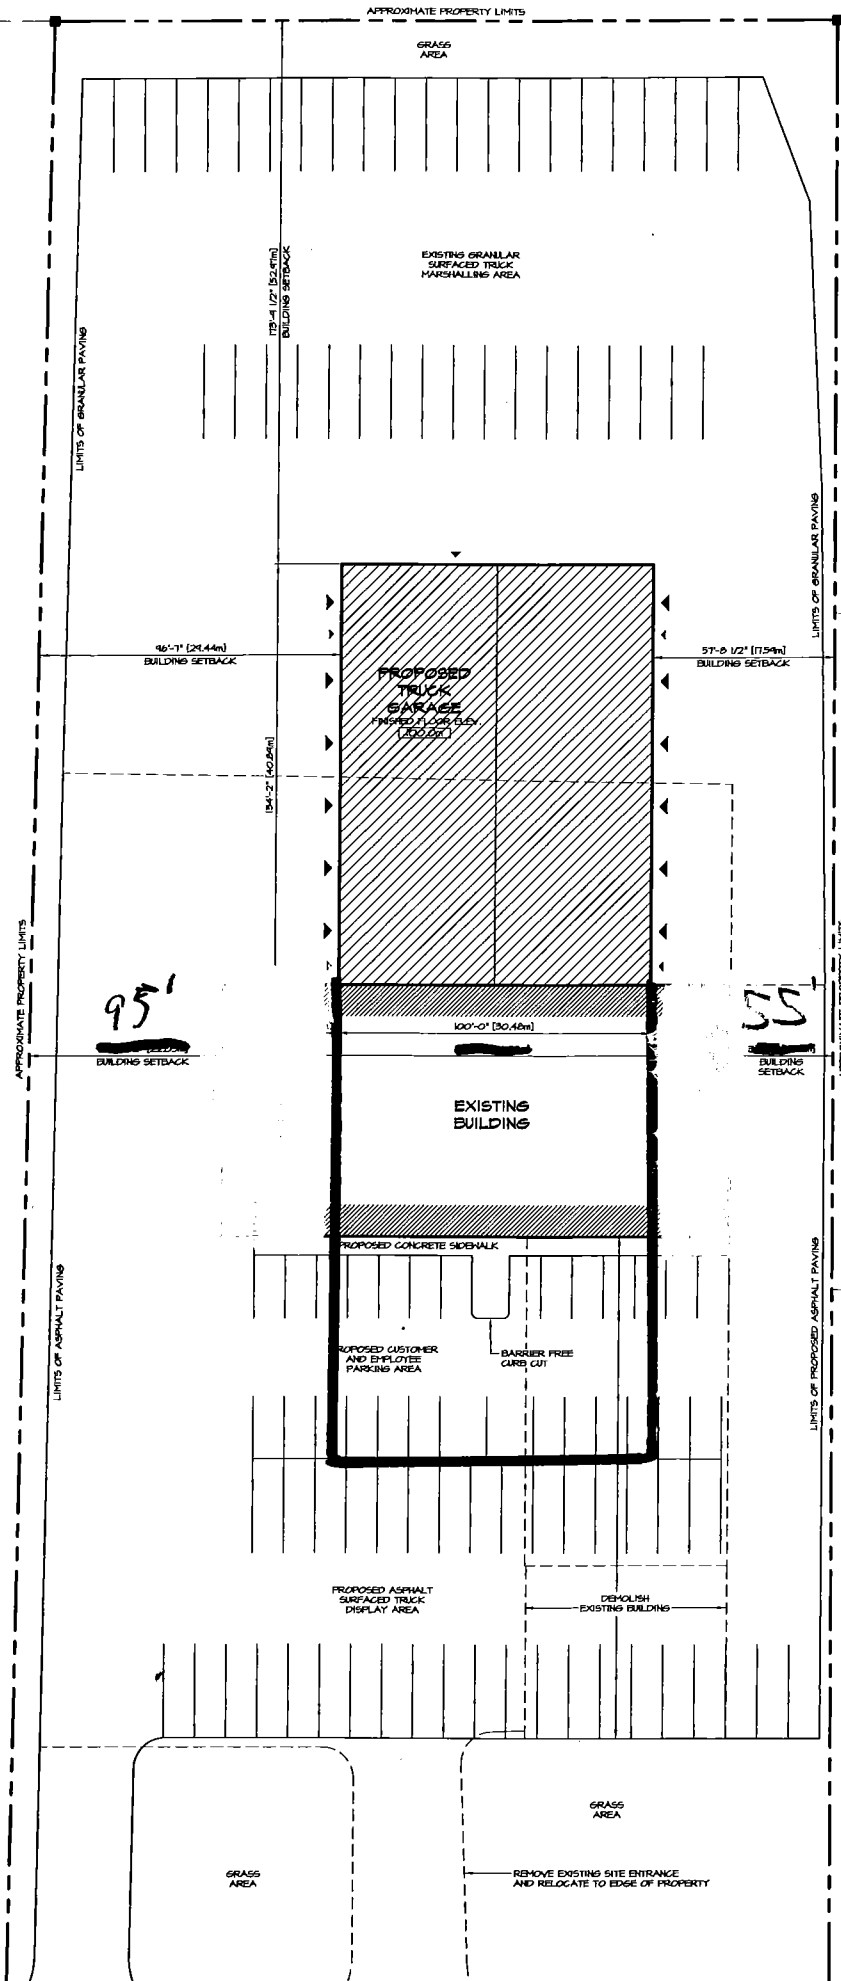 APPROXIMATE PROPERTY LIMITS
GRASS
AREA
173'-4 1/2" [52.97m]
BUILDING SETBACK
EXISTING GRANULAR
SURFACED TRUCK
MARSHALLING AREA
LIMITS OF GRANULAR PAVING
LIMITS OF GRANULAR PAVING
96'-7" [29.44m]
BUILDING SETBACK
57'-8 1/2" [17.59m]
BUILDING SETBACK
PROPOSED
TRUCK
GARAGE
FINISHED FLOOR ELEV.
100.0m
134'-2" [40.89m]
APPROXIMATE PROPERTY LIMITS
95'
BUILDING SETBACK
100'-0" [30.48m]
55'
BUILDING
SETBACK
EXISTING
BUILDING
PROPOSED CONCRETE SIDEWALK
LIMITS OF ASPHALT PAVING
LIMITS OF PROPOSED ASPHALT PAVING
ROPOSED CUSTOMER
AND EMPLOYEE
PARKING AREA
BARRIER FREE
CURB CUT
PROPOSED ASPHALT
SURFACED TRUCK
DISPLAY AREA
DEMOLISH
EXISTING BUILDING
GRASS
AREA
GRASS
AREA
REMOVE EXISTING SITE ENTRANCE
AND RELOCATE TO EDGE OF PROPERTY